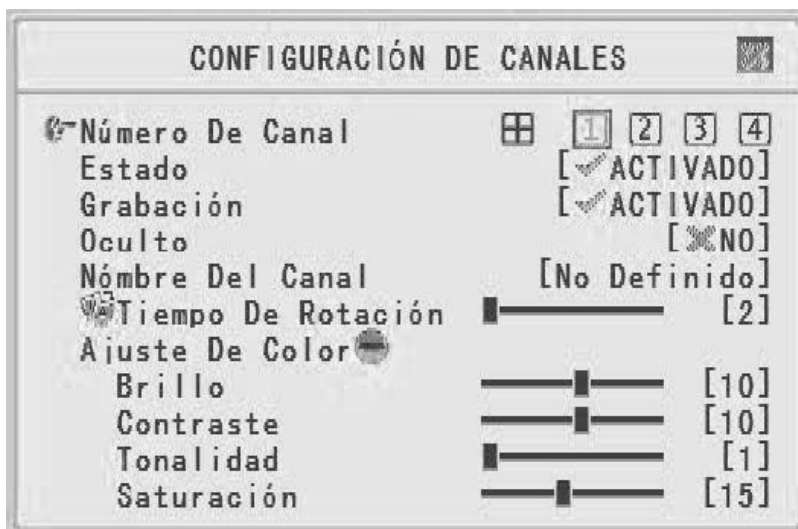 CONFIGURACIÓN DE CANALES
Número De Canal 1 2 3 4
Estado [ACTIVADO]
Grabación [ACTIVADO]
Oculto [NO]
Nómbre Del Canal [No Definido]
Tiempo De Rotación [2]
Ajuste De Color
Brillo [10]
Contraste [10]
Tonalidad [1]
Saturación [15]